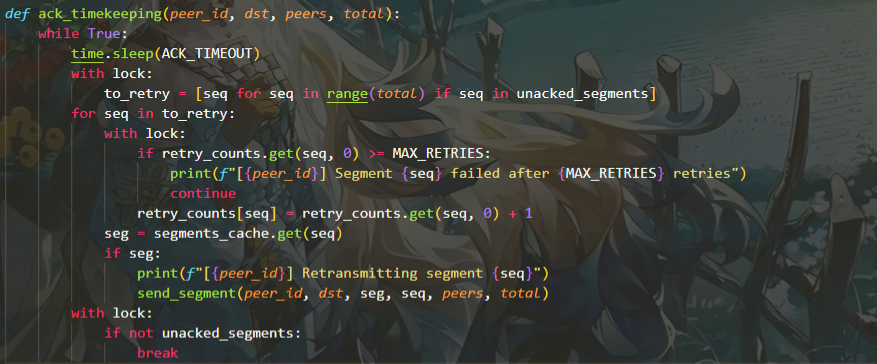 def ack_timekeeping(peer_id, dst, peers, total):
    while True:
        time.sleep(ACK_TIMEOUT)
        with lock:
            to_retry = [seq for seq in range(total) if seq in unacked_segments]
        for seq in to_retry:
            with lock:
                if retry_counts.get(seq, 0) >= MAX_RETRIES:
                    print(f"[{peer_id}] Segment {seq} failed after {MAX_RETRIES} retries")
                    continue
                retry_counts[seq] = retry_counts.get(seq, 0) + 1
            seg = segments_cache.get(seq)
            if seg:
                print(f"[{peer_id}] Retransmitting segment {seq}")
                send_segment(peer_id, dst, seg, seq, peers, total)
        with lock:
            if not unacked_segments:
                break